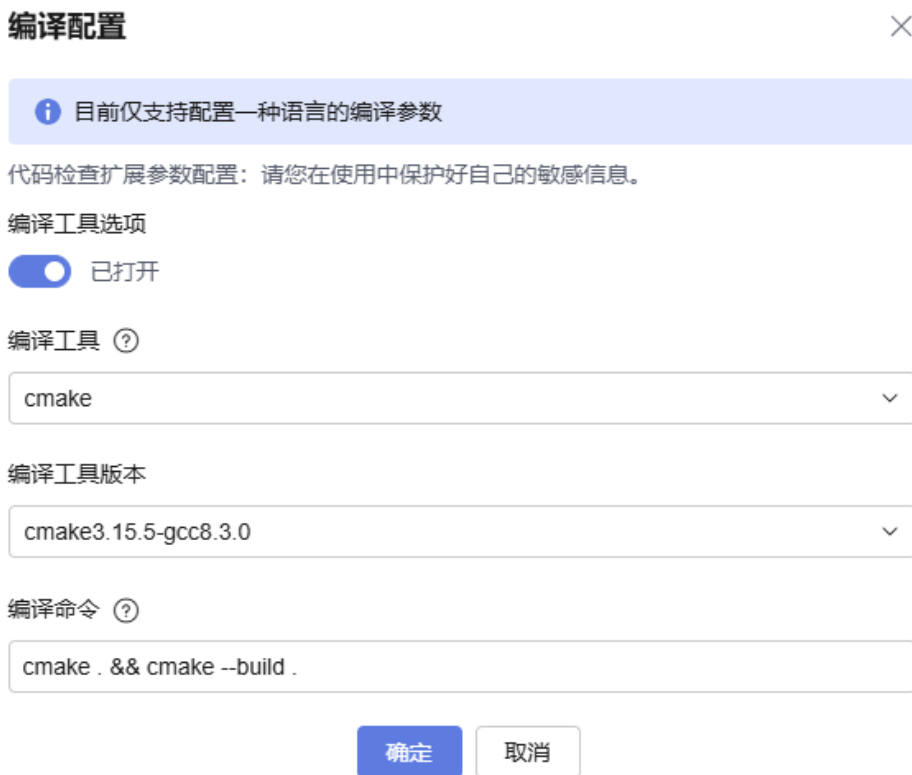 编译配置
目前仅支持配置一种语言的编译参数
代码检查扩展参数配置：请您在使用中保护好自己的敏感信息。
编译工具选项
已打开
编译工具
cmake
编译工具版本
cmake3.15.5-gcc8.3.0
编译命令
cmake . && cmake --build .
确定 取消